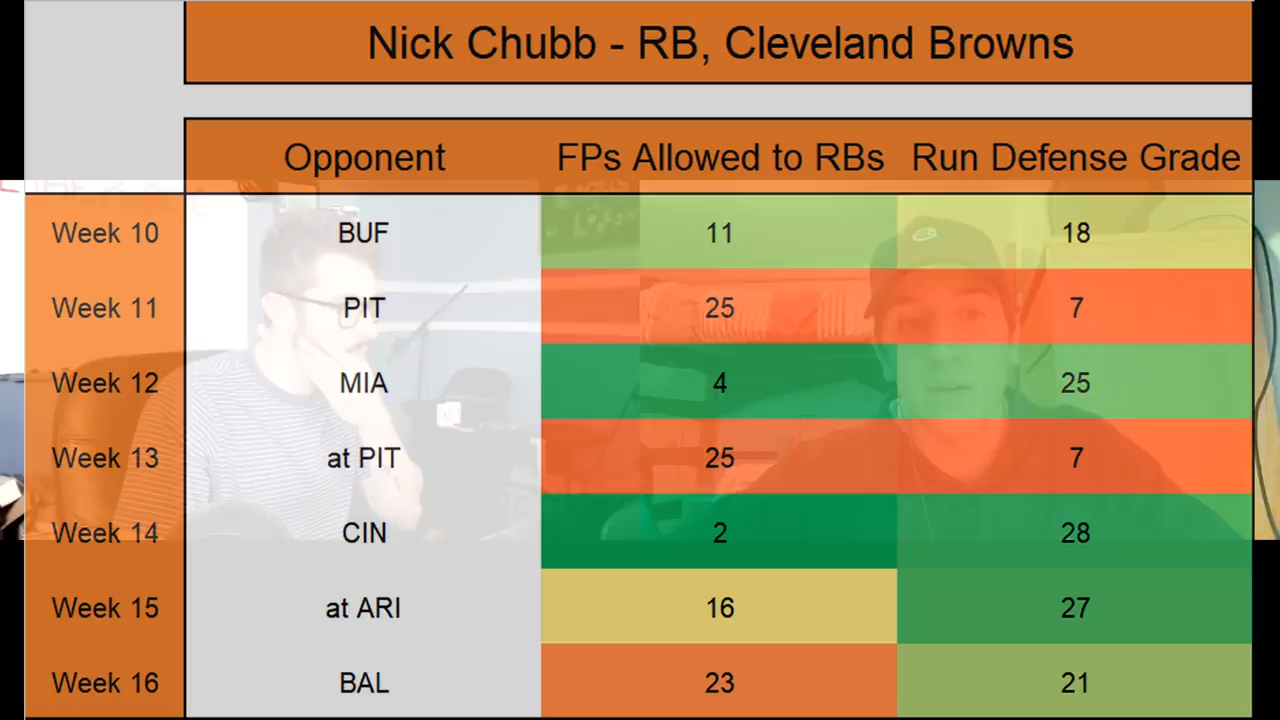 Nick Chubb - RB, Cleveland Browns
Opponent FPs Allowed to RBs Run Defense Grade
Week 10 BUF 11 18
Week 11 PIT 25 7
Week 12 MIA 4 25
Week 13 at PIT 25 7
Week 14 CIN 2 28
Week 15 at ARI 16 27
Week 16 BAL 23 21